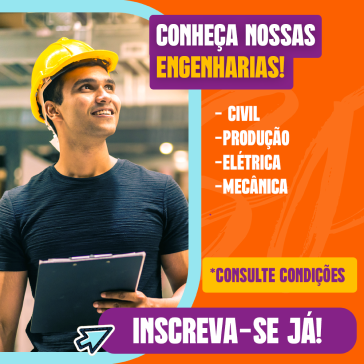 CONHEÇA NOSSAS
ENGENHARIAS!
- CIVIL
-PRODUÇÃO
-ELÉTRICA
-MECÂNICA
*CONSULTE CONDIÇÕES
INSCREVA-SE JÁ!